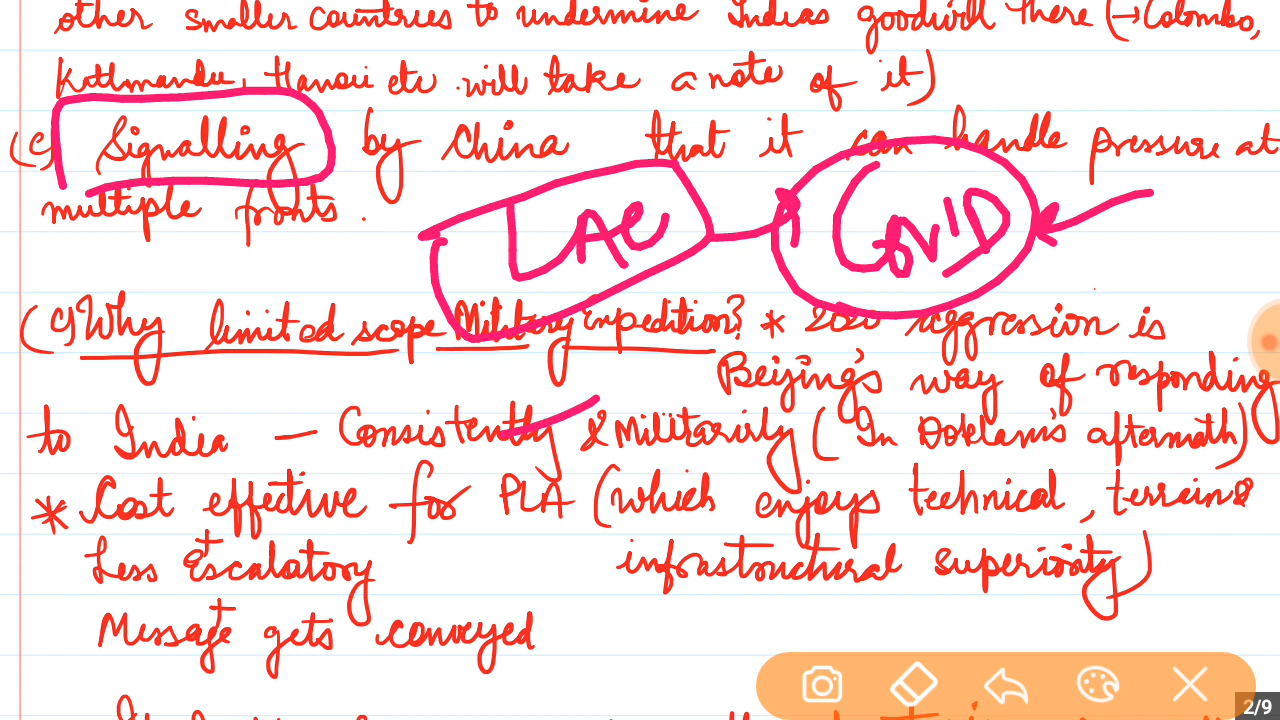 other smaller countries to undermine Indias goodwill there (→ Colombo,
Kathmandu, Hanoi etc will take a note of it)
(c) Signalling by China that it can handle pressure at
multiple fronts.
LAC COVID
(c) Why limited scope Military expedition? * 2020 aggression is
Beijing's way of responding
to India — Consistently & Militarily (In Doklam's aftermath)
* Cost effective for PLA (which enjoys technical, terrain &
+
Less Escalatory infrastructural superiority)
+
Message gets conveyed
2/9